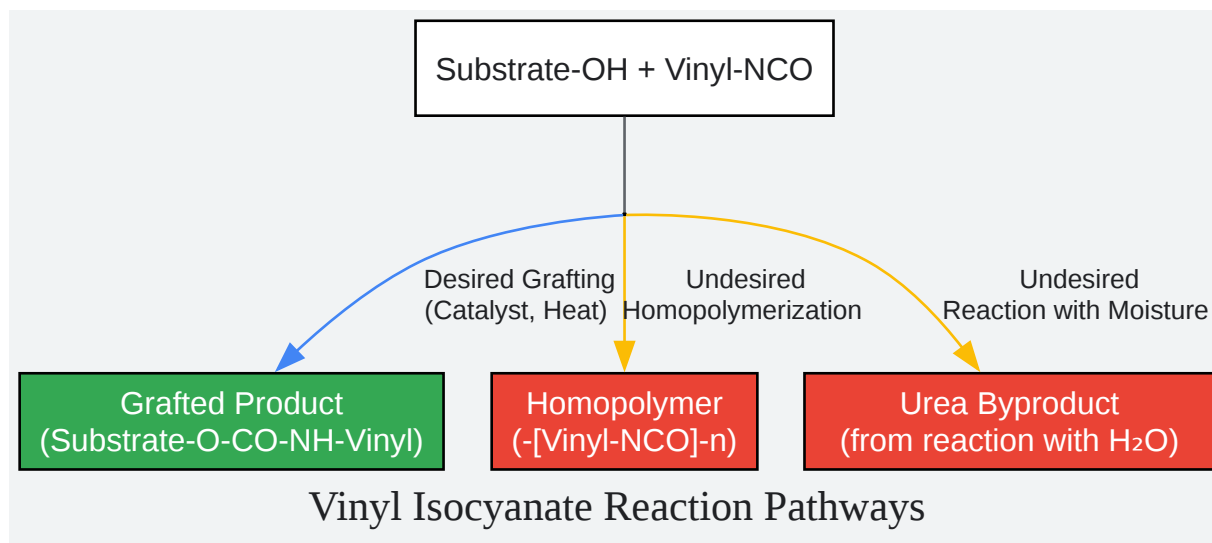 Substrate-OH + Vinyl-NCO
Desired Grafting
(Catalyst, Heat)
Undesired
Homopolymerization
Undesired
Reaction with Moisture
Grafted Product
(Substrate-O-CO-NH-Vinyl)
Homopolymer
(-[Vinyl-NCO]-n)
Urea Byproduct
(from reaction with H₂O)
Vinyl Isocyanate Reaction Pathways